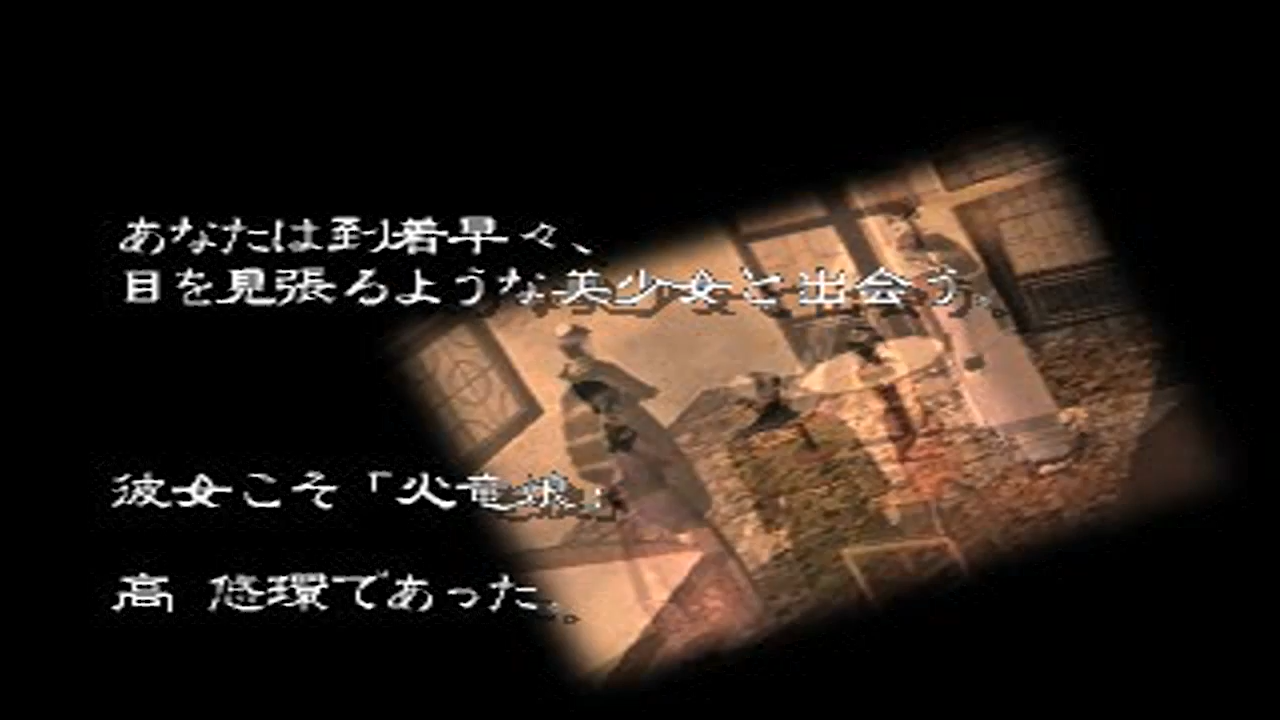 あなたは到着早々、
目を見張るような美少女と出会う。
彼女こそ「火竜娘」
高 悠環であった。